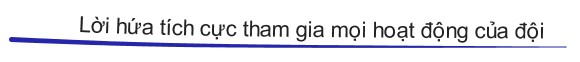 Lời hứa tích cực tham gia mọi hoạt động của đội